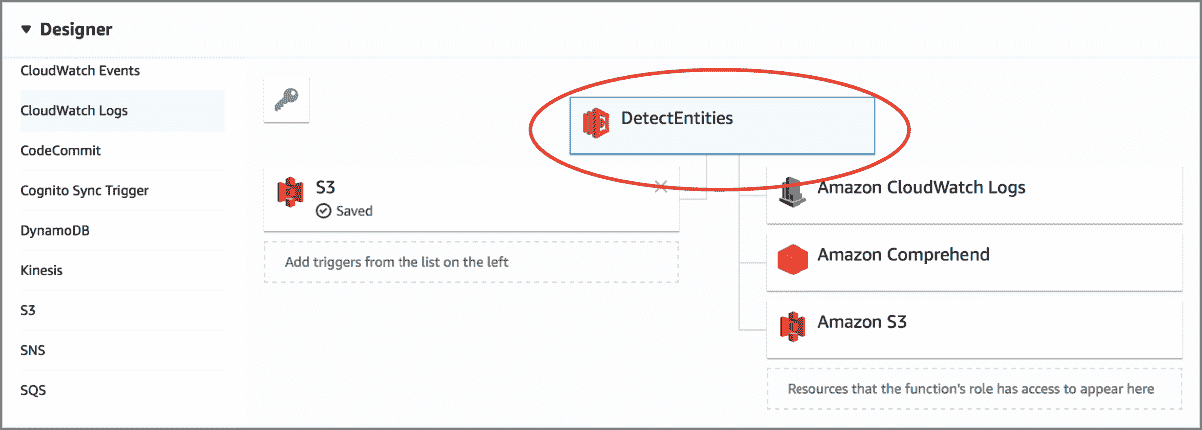 Designer
CloudWatch Events
CloudWatch Logs
CodeCommit
Cognito Sync Trigger
DynamoDB
Kinesis
S3
SNS
SQS
S3
Saved
Add triggers from the list on the left
DetectEntities
Amazon CloudWatch Logs
Amazon Comprehend
Amazon S3
Resources that the function's role has access to appear here